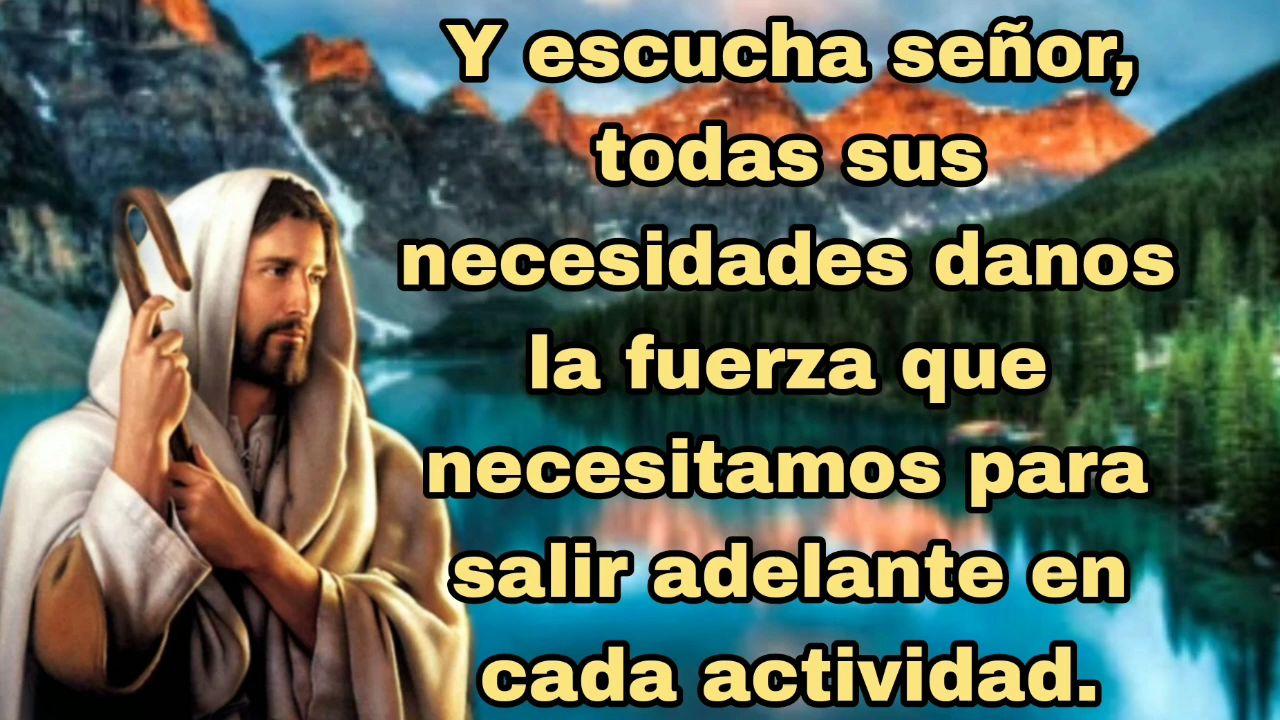 Y escucha señor,
todas sus
necesidades danos
la fuerza que
necesitamos para
salir adelante en
cada actividad.